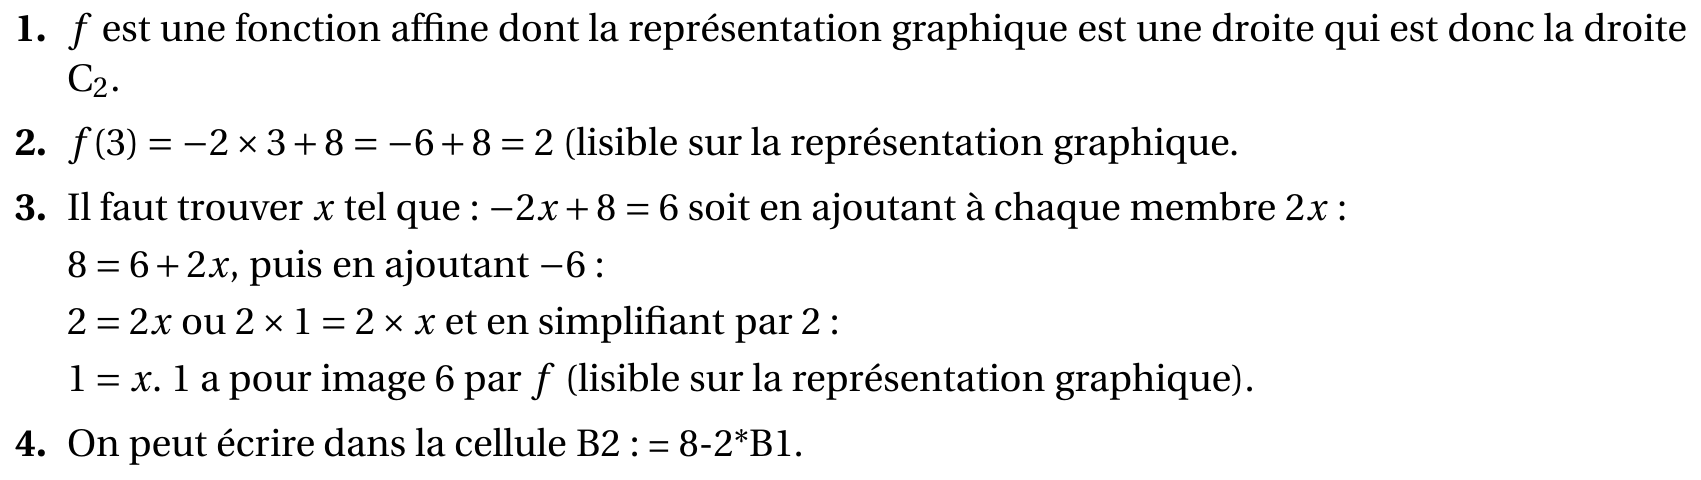 1. f est une fonction affine dont la représentation graphique est une droite qui est donc la droite
C₂.
2. f(3) = −2 × 3 + 8 = −6 + 8 = 2 (lisible sur la représentation graphique.
3. Il faut trouver x tel que : −2x + 8 = 6 soit en ajoutant à chaque membre 2x :
8 = 6 + 2x, puis en ajoutant −6 :
2 = 2x ou 2 × 1 = 2 × x et en simplifiant par 2 :
1 = x. 1 a pour image 6 par f (lisible sur la représentation graphique).
4. On peut écrire dans la cellule B2 : = 8-2*B1.